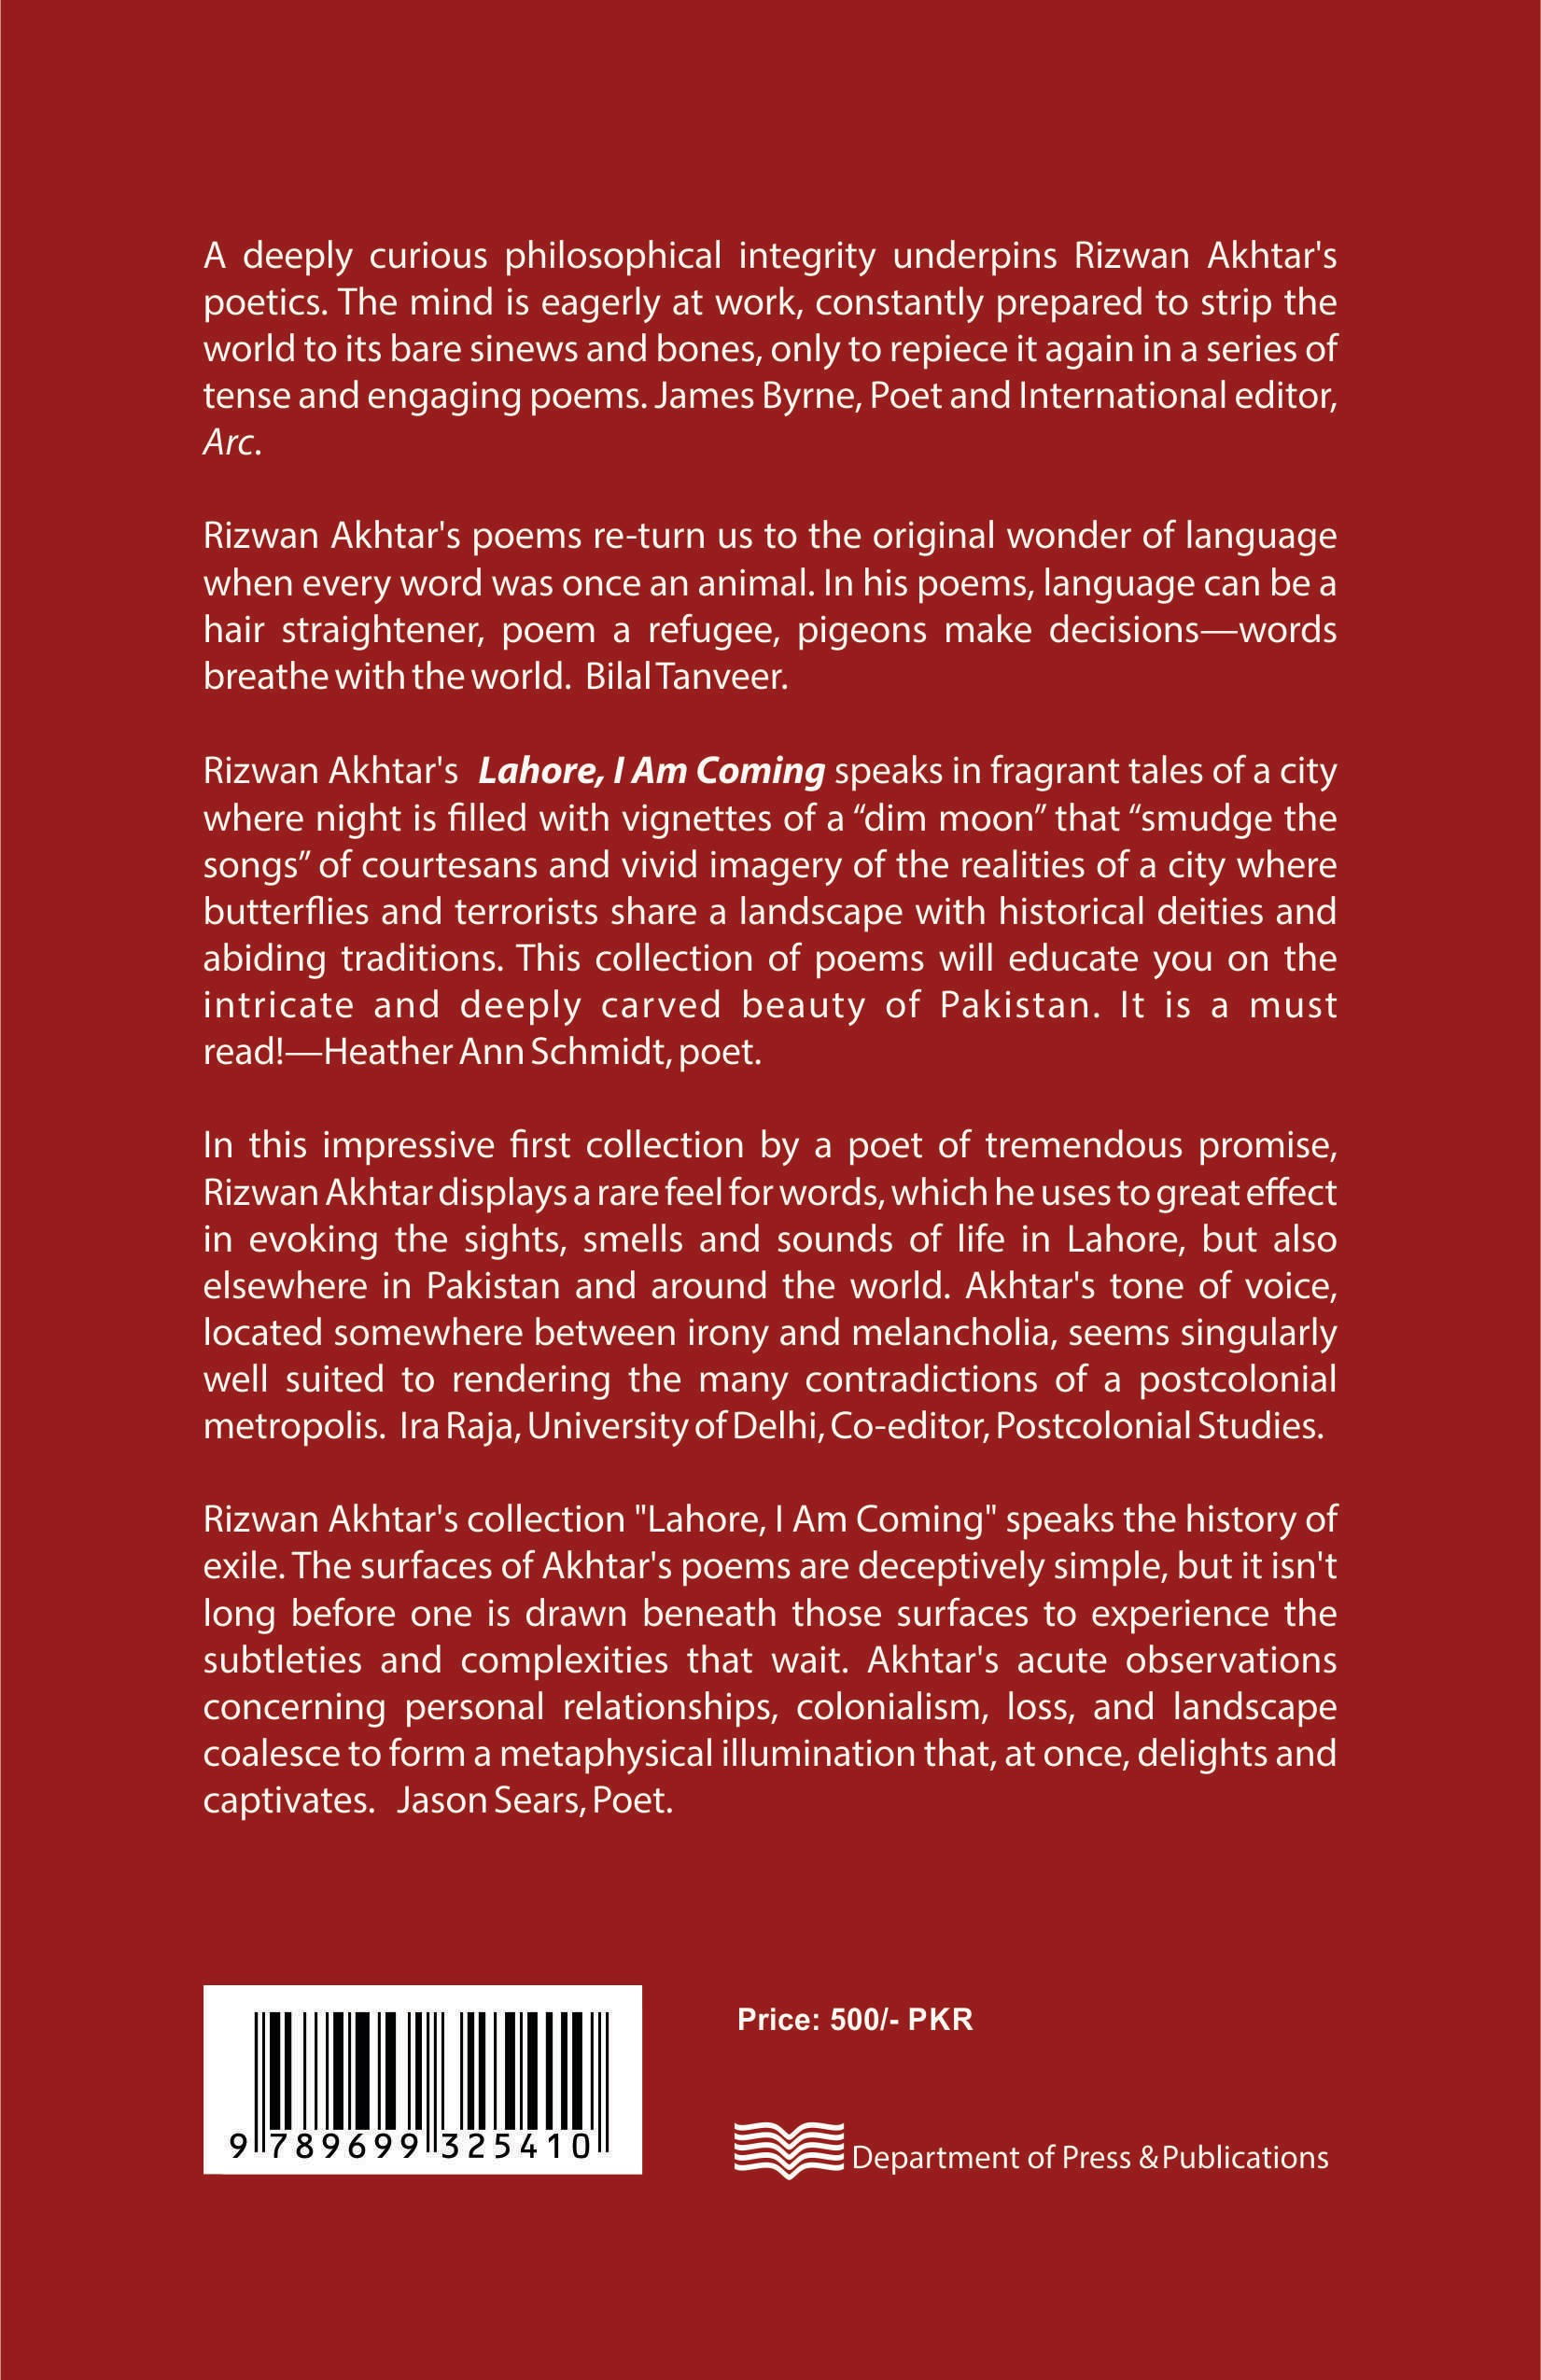 A deeply curious philosophical integrity underpins Rizwan Akhtar's
poetics. The mind is eagerly at work, constantly prepared to strip the
world to its bare sinews and bones, only to repiece it again in a series of
tense and engaging poems. James Byrne, Poet and International editor,
Arc.
Rizwan Akhtar's poems re-turn us to the original wonder of language
when every word was once an animal. In his poems, language can be a
hair straightener, poem a refugee, pigeons make decisions—words
breathe with the world.  Bilal Tanveer.
Rizwan Akhtar's  Lahore, I Am Coming speaks in fragrant tales of a city
where night is filled with vignettes of a “dim moon” that “smudge the
songs” of courtesans and vivid imagery of the realities of a city where
butterflies and terrorists share a landscape with historical deities and
abiding traditions. This collection of poems will educate you on the
intricate and deeply carved beauty of Pakistan. It is a must
read!—Heather Ann Schmidt, poet.
In this impressive first collection by a poet of tremendous promise,
Rizwan Akhtar displays a rare feel for words, which he uses to great effect
in evoking the sights, smells and sounds of life in Lahore, but also
elsewhere in Pakistan and around the world. Akhtar's tone of voice,
located somewhere between irony and melancholia, seems singularly
well suited to rendering the many contradictions of a postcolonial
metropolis.  Ira Raja, University of Delhi, Co-editor, Postcolonial Studies.
Rizwan Akhtar's collection "Lahore, I Am Coming" speaks the history of
exile. The surfaces of Akhtar's poems are deceptively simple, but it isn't
long before one is drawn beneath those surfaces to experience the
subtleties and complexities that wait. Akhtar's acute observations
concerning personal relationships, colonialism, loss, and landscape
coalesce to form a metaphysical illumination that, at once, delights and
captivates.   Jason Sears, Poet.
Price: 500/- PKR
9 789699 325410
Department of Press & Publications